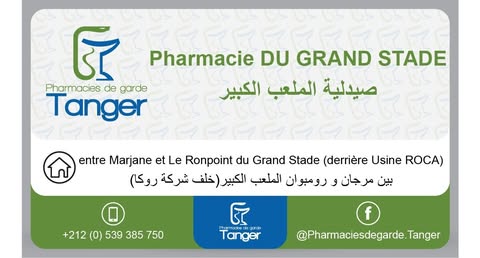 Pharmacie DU GRAND STADE
صيدلية الملعب الكبير
Pharmacies de garde
Tanger
entre Marjane et Le Ronpoint du Grand Stade (derrière Usine ROCA)
بين مرجان و رومبوان الملعب الكبير(خلف شركة روكا)
+212 (0) 539 385 750
Pharmacies de garde
Tanger
@Pharmaciesdegarde.Tanger